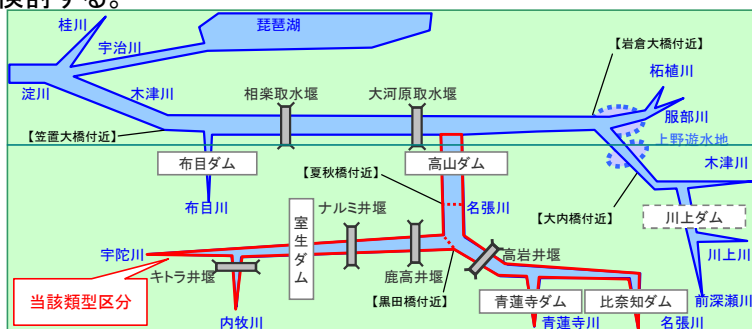 検討する。
桂川
琵琶湖
宇治川
【岩倉大橋付近】
柘植川
淀川
木津川
相楽取水堰
大河原取水堰
服部川
【笠置大橋付近】
上野遊水地
布目ダム
高山ダム
木津川
【夏秋橋付近】
布目川
ナルミ井堰
名張川
【大内橋付近】
川上ダム
室生ダム
宇陀川
高岩井堰
川上川
キトラ井堰
鹿高井堰
当該類型区分
【黒田橋付近】
青蓮寺ダム
比奈知ダム
前深瀬川
内牧川
青蓮寺川
名張川